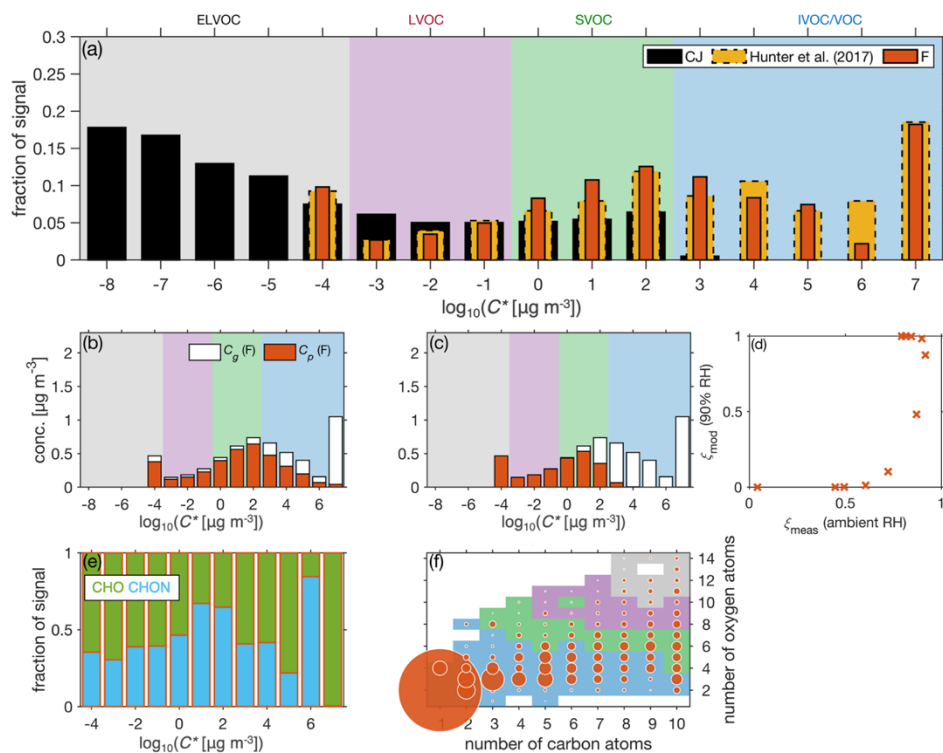 ELVOC LVOC SVOC IVOC/VOC
(a)
CJ Hunter et al. (2017) F
fraction of signal
0.3
0.25
0.2
0.15
0.1
0.05
0
-8 -7 -6 -5 -4 -3 -2 -1 0 1 2 3 4 5 6 7
log₁₀(C* [µg m⁻³])
(b)
C_g (F) C_p (F)
conc. [µg m⁻³]
2
1.5
1
0.5
0
-8 -6 -4 -2 0 2 4 6
log₁₀(C* [µg m⁻³])
(c)
2
1.5
1
0.5
0
-8 -6 -4 -2 0 2 4 6
log₁₀(C* [µg m⁻³])
(d)
ξ_mod (90% RH)
1
0.5
0
0 0.5 1
ξ_meas (ambient RH)
(e)
CHO CHON
fraction of signal
1
0.5
0
-4 -2 0 2 4 6
log₁₀(C* [µg m⁻³])
(f)
14
12
10
8
6
4
2
number of oxygen atoms
1 2 3 4 5 6 7 8 9 10
number of carbon atoms